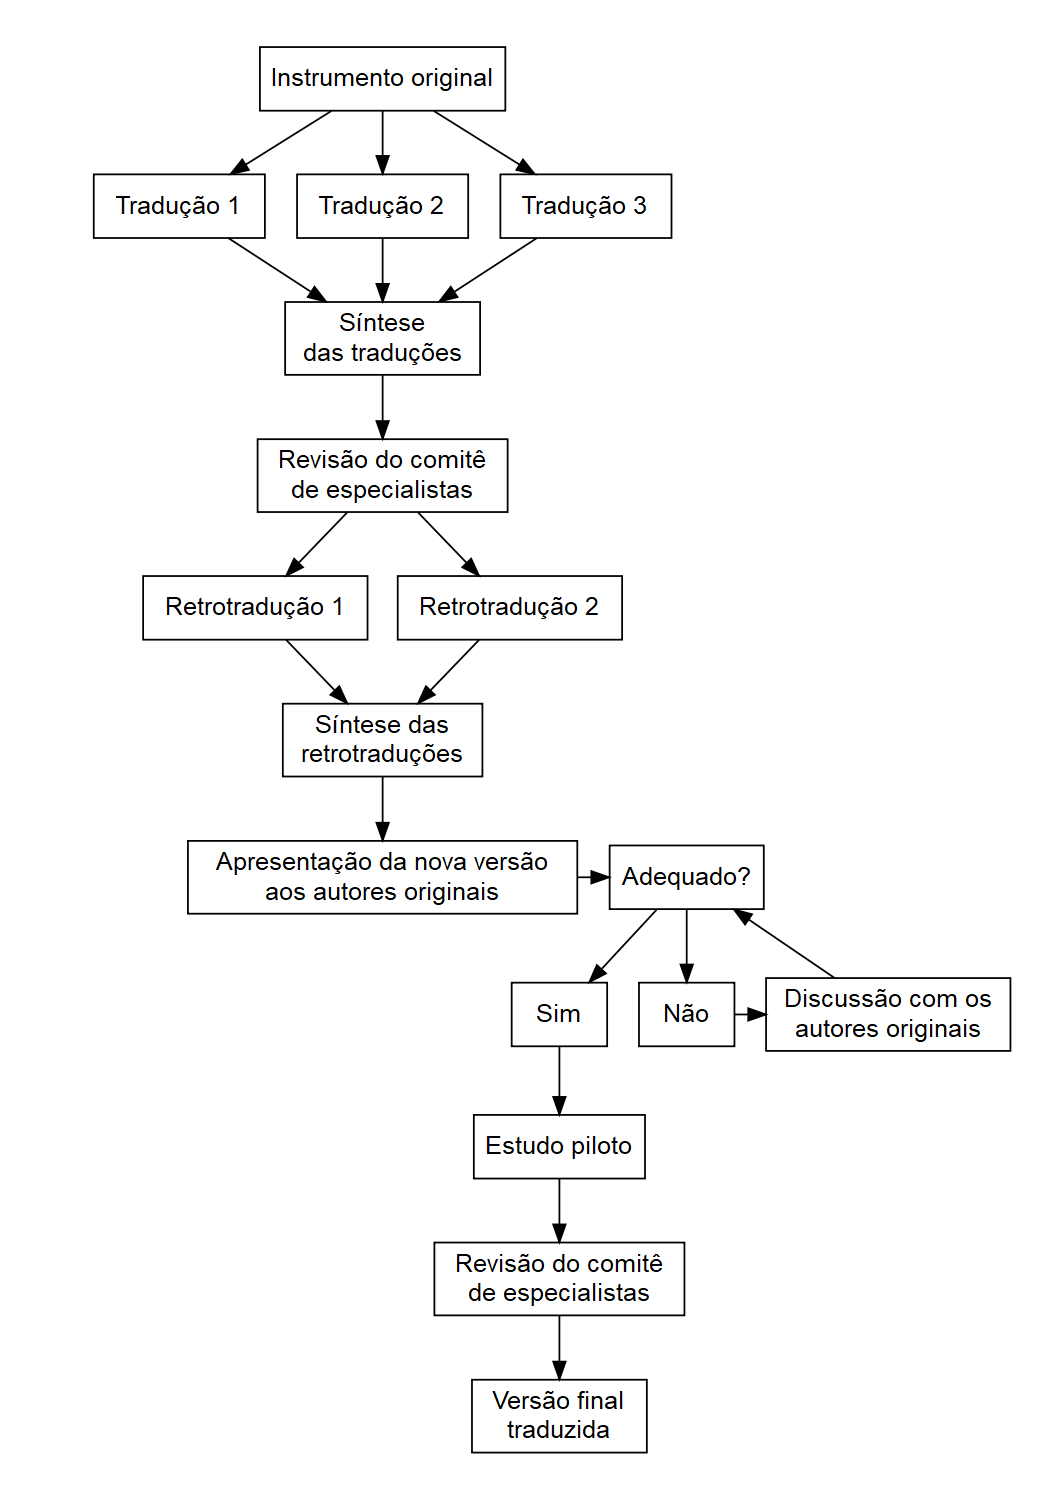 Instrumento original
Tradução 1
Tradução 2
Tradução 3
Síntese
das traduções
Revisão do comitê
de especialistas
Retrotradução 1
Retrotradução 2
Síntese das
retrotraduções
Apresentação da nova versão
aos autores originais
Adequado?
Sim
Não
Discussão com os
autores originais
Estudo piloto
Revisão do comitê
de especialistas
Versão final
traduzida